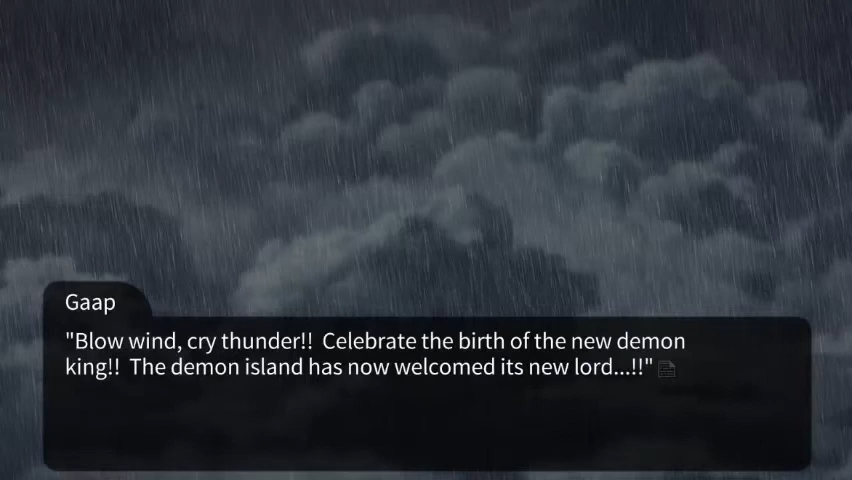 Gaap
"Blow wind, cry thunder!!  Celebrate the birth of the new demon
king!!  The demon island has now welcomed its new lord...!!"